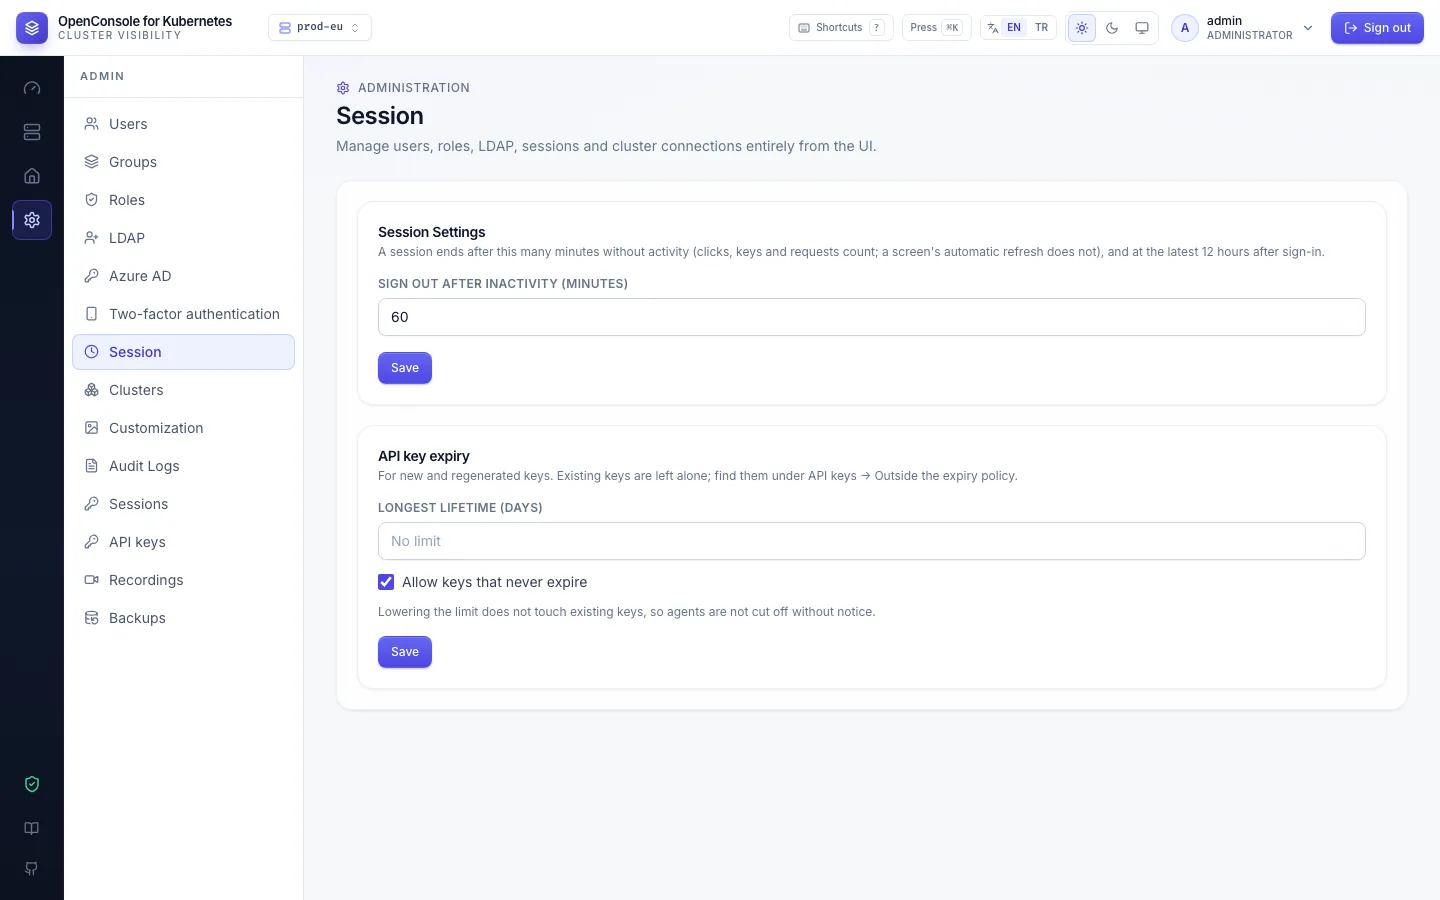 OpenConsole for Kubernetes
CLUSTER VISIBILITY
prod-eu
Shortcuts ?
Press ⌘K
EN TR
A
admin
ADMINISTRATOR
Sign out
ADMIN
Users
Groups
Roles
LDAP
Azure AD
Two-factor authentication
Session
Clusters
Customization
Audit Logs
Sessions
API keys
Recordings
Backups
ADMINISTRATION
Session
Manage users, roles, LDAP, sessions and cluster connections entirely from the UI.
Session Settings
A session ends after this many minutes without activity (clicks, keys and requests count; a screen's automatic refresh does not), and at the latest 12 hours after sign-in.
SIGN OUT AFTER INACTIVITY (MINUTES)
60
Save
API key expiry
For new and regenerated keys. Existing keys are left alone; find them under API keys → Outside the expiry policy.
LONGEST LIFETIME (DAYS)
No limit
Allow keys that never expire
Lowering the limit does not touch existing keys, so agents are not cut off without notice.
Save